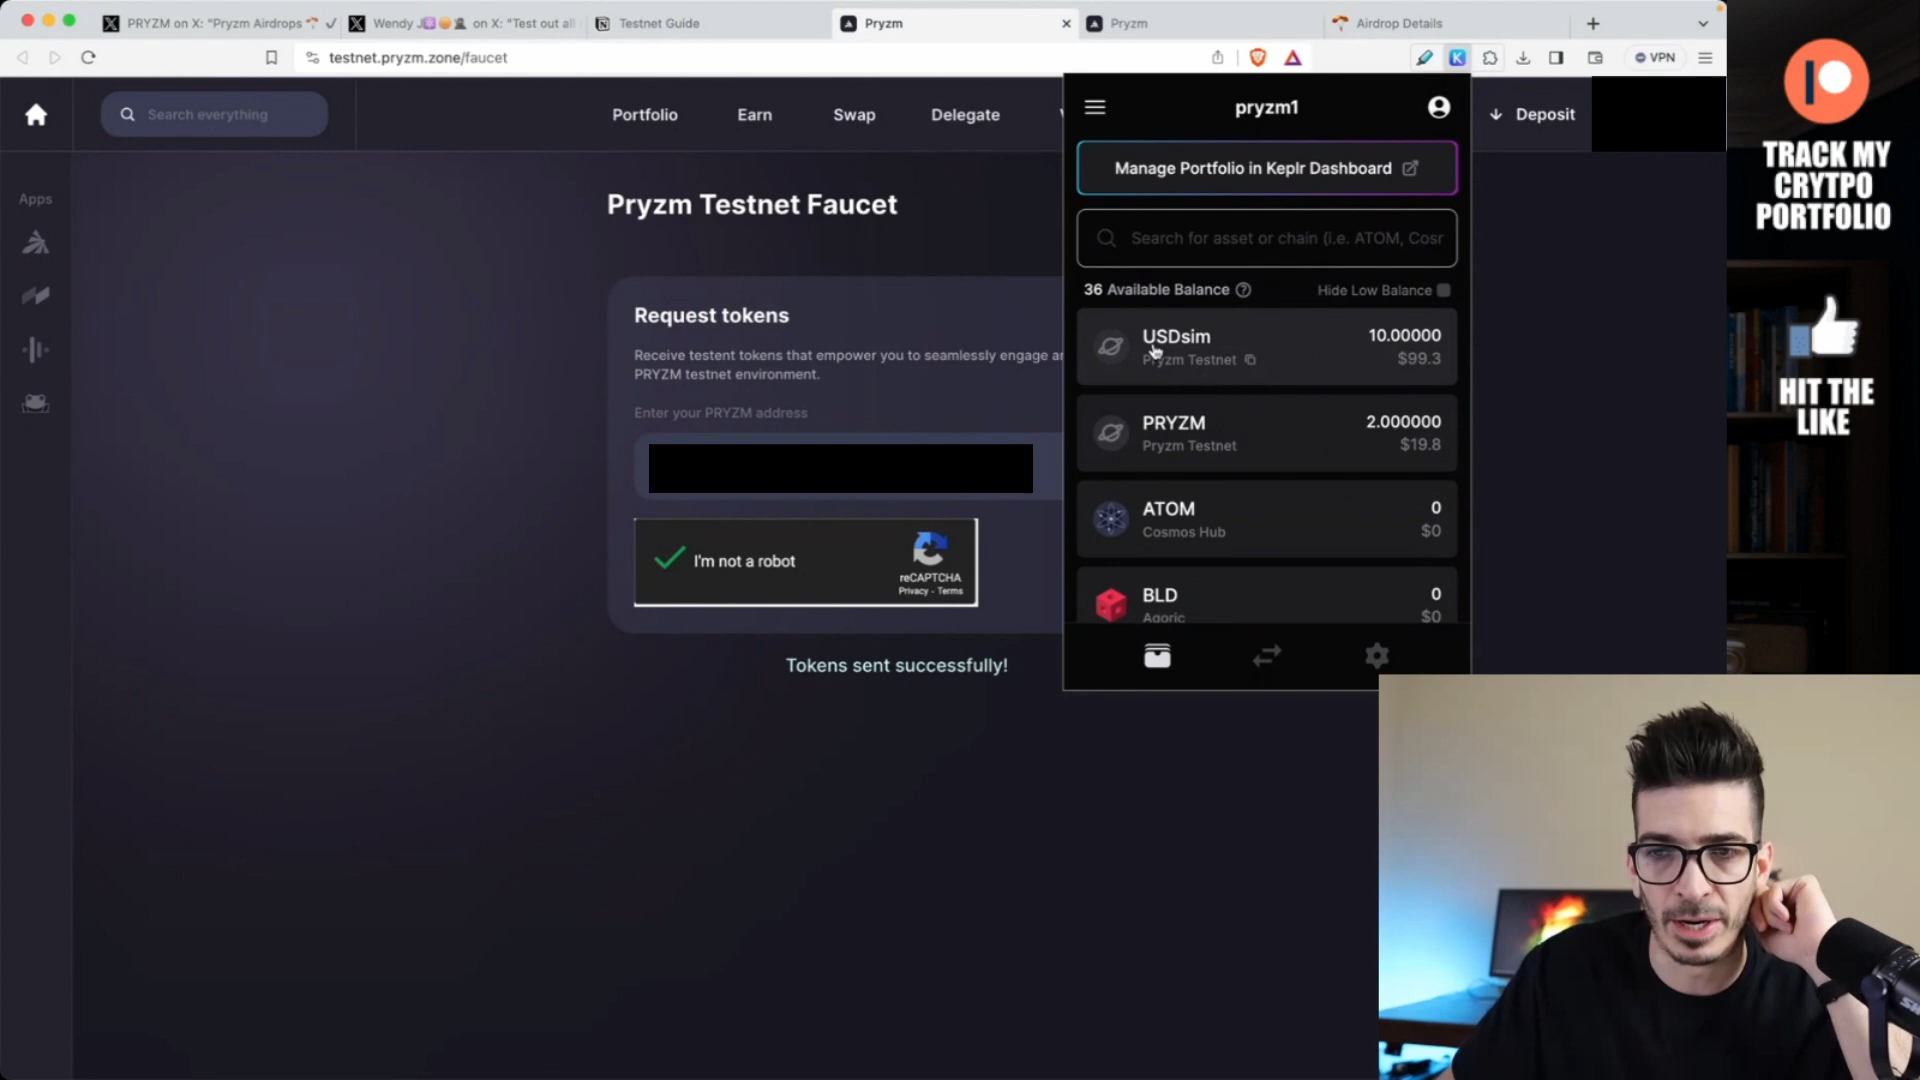 PRYZM on X: "Pryzm Airdrops
Wendy J on X: "Test out all
Testnet Guide
Pryzm
Pryzm
Airdrop Details
testnet.pryzm.zone/faucet
VPN
Search everything
Portfolio
Earn
Swap
Delegate
Deposit
Apps
Pryzm Testnet Faucet
Request tokens
Receive testent tokens that empower you to seamlessly engage
PRYZM testnet environment.
Enter your PRYZM address
I'm not a robot
reCAPTCHA
Privacy - Terms
Tokens sent successfully!
pryzm1
Manage Portfolio in Keplr Dashboard
Search for asset or chain (i.e. ATOM, Cosr
36 Available Balance
Hide Low Balance
USDsim
10.00000
Pryzm Testnet
$99.3
PRYZM
2.000000
Pryzm Testnet
$19.8
ATOM
0
Cosmos Hub
$0
BLD
0
Agoric
$0
TRACK MY
CRYTPO
PORTFOLIO
HIT THE
LIKE